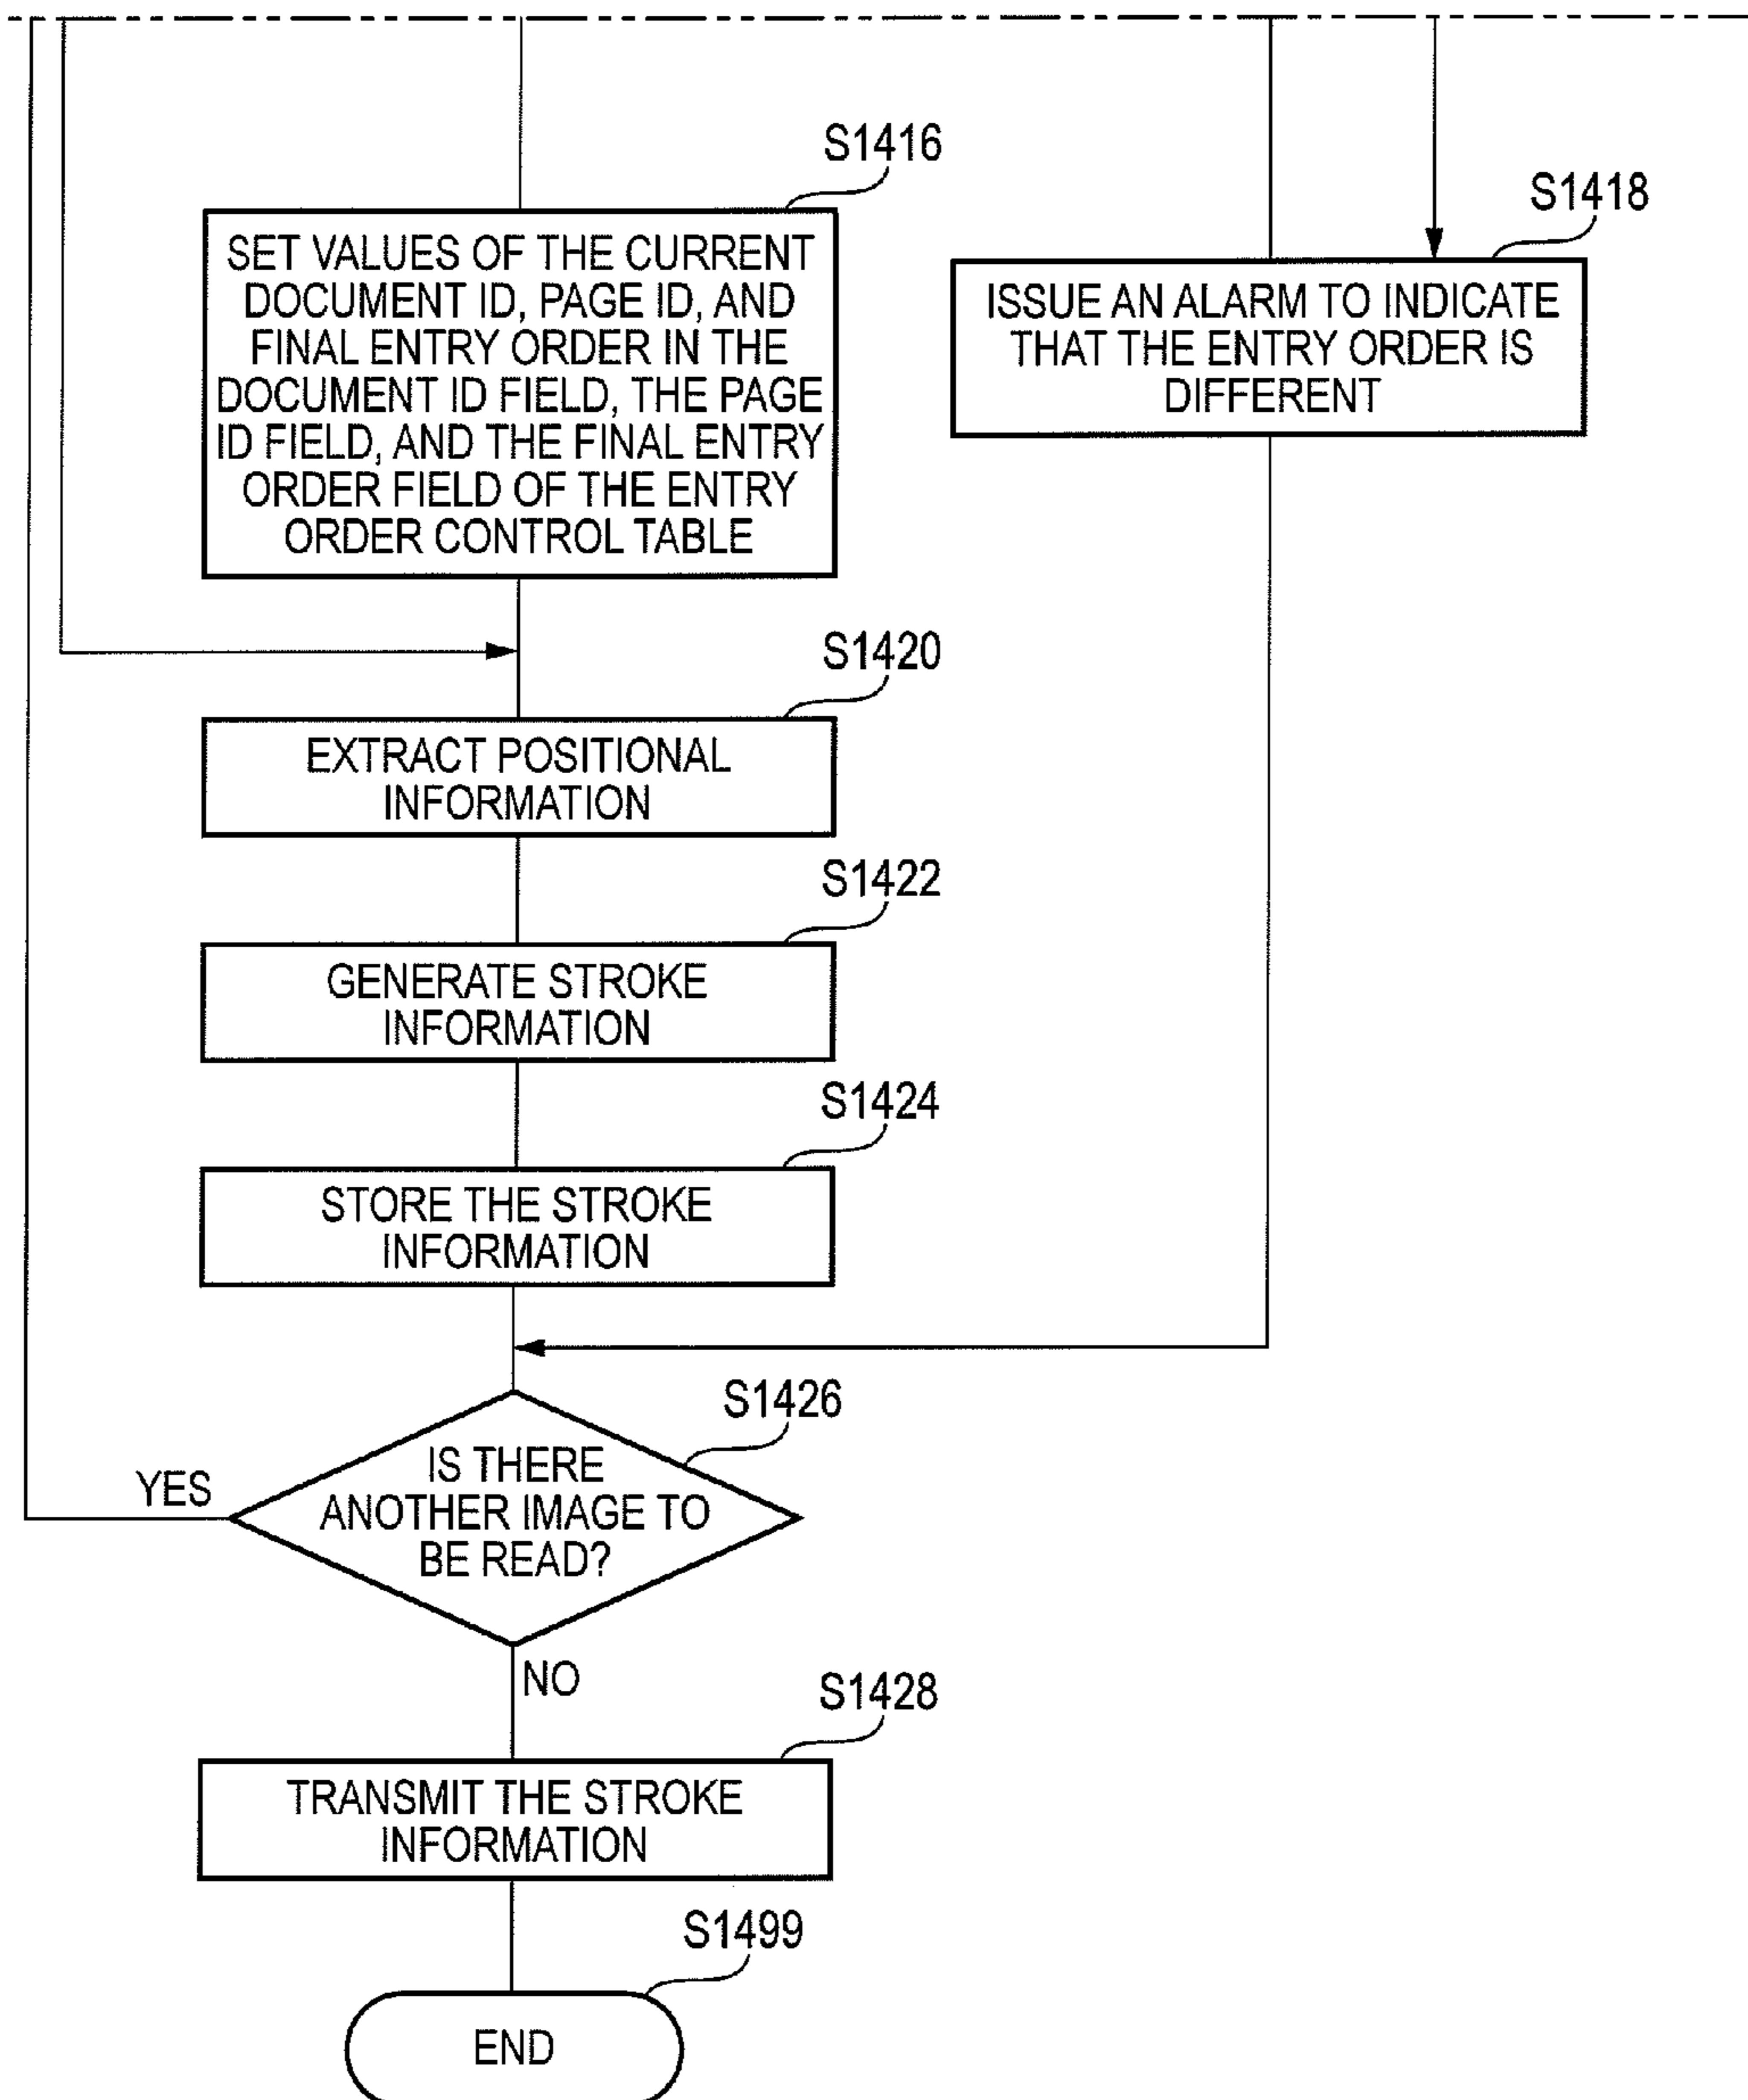 S1416
SET VALUES OF THE CURRENT
DOCUMENT ID, PAGE ID, AND
FINAL ENTRY ORDER IN THE
DOCUMENT ID FIELD, THE PAGE
ID FIELD, AND THE FINAL ENTRY
ORDER FIELD OF THE ENTRY
ORDER CONTROL TABLE
S1418
ISSUE AN ALARM TO INDICATE
THAT THE ENTRY ORDER IS
DIFFERENT
S1420
EXTRACT POSITIONAL
INFORMATION
S1422
GENERATE STROKE
INFORMATION
S1424
STORE THE STROKE
INFORMATION
S1426
IS THERE
ANOTHER IMAGE TO
BE READ?
YES
NO
S1428
TRANSMIT THE STROKE
INFORMATION
S1499
END